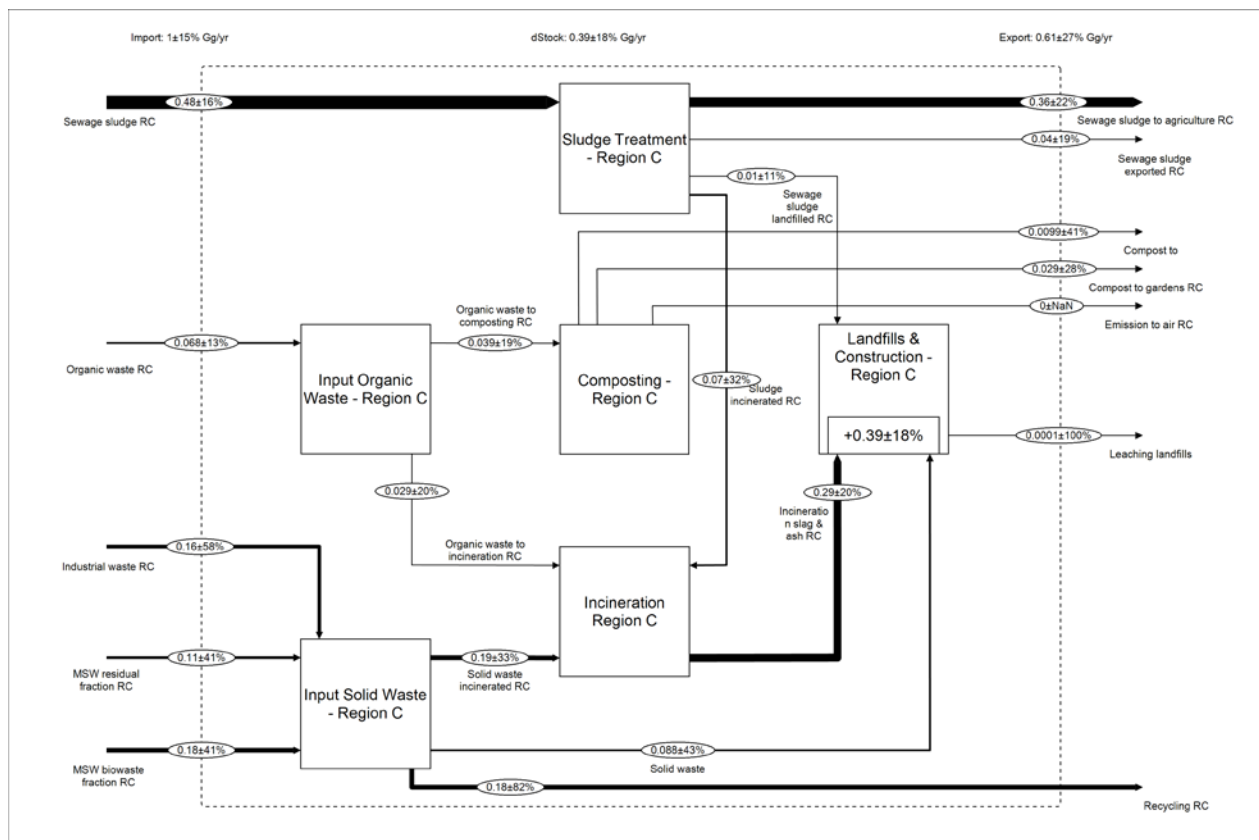 Import: 1±15% Gg/yr
dStock: 0.39±18% Gg/yr
Export: 0.61±27% Gg/yr
0.48±16%
Sewage sludge RC
Sludge Treatment
- Region C
0.36±22%
Sewage sludge to agriculture RC
0.04±19%
Sewage sludge
exported RC
0.01±11%
Sewage
sludge
landfilled RC
0.0099±41%
Compost to
0.029±28%
Compost to gardens RC
0±NaN
Emission to air RC
0.068±13%
Organic waste RC
Input Organic
Waste - Region C
Organic waste to
composting RC
0.039±19%
Composting -
Region C
0.07±32%
Sludge
incinerated RC
Landfills &
Construction -
Region C
+0.39±18%
0.0001±100%
Leaching landfills
0.029±20%
Organic waste to
incineration RC
0.29±20%
Incineratio
n slag &
ash RC
0.16±58%
Industrial waste RC
Incineration
Region C
0.11±41%
MSW residual
fraction RC
Input Solid Waste
- Region C
0.19±33%
Solid waste
incinerated RC
0.18±41%
MSW biowaste
fraction RC
0.088±43%
Solid waste
0.18±82%
Recycling RC